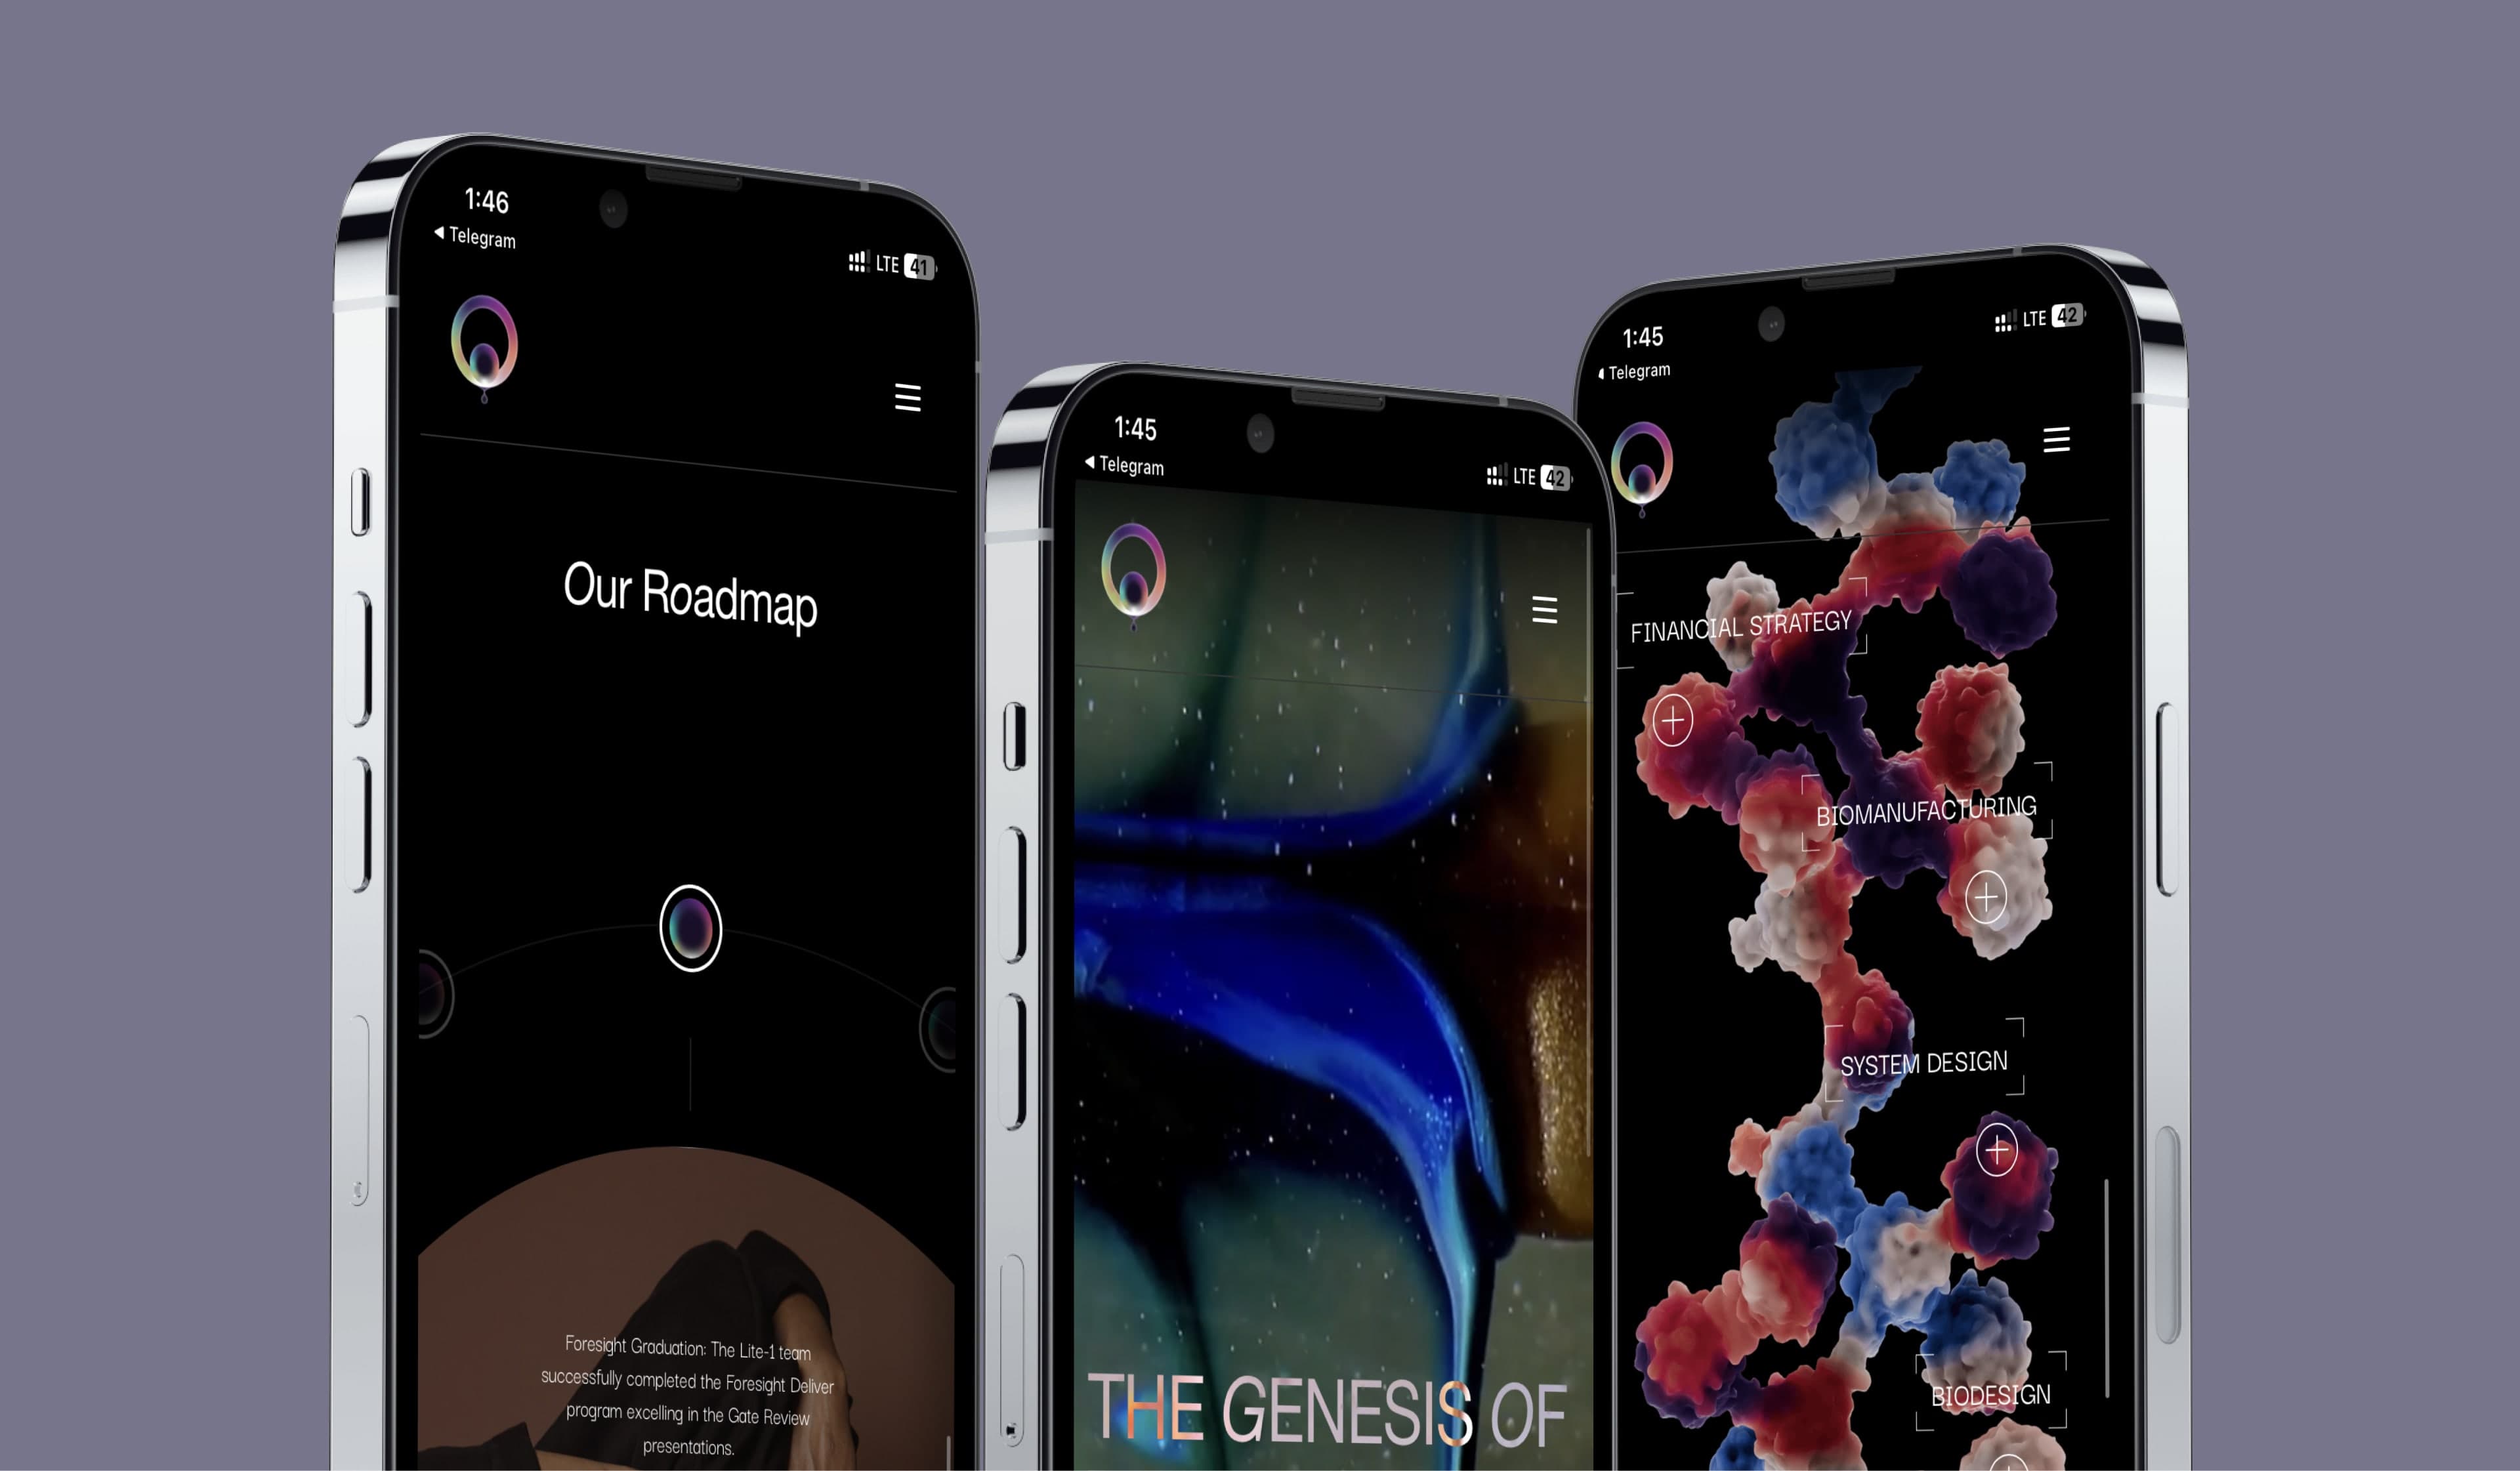 1:46
Telegram
LTE 41
Our Roadmap
Foresight Graduation: The Lite-1 team
successfully completed the Foresight Deliver
program excelling in the Gate Review
presentations.
1:45
Telegram
LTE 42
THE GENESIS OF
1:45
Telegram
LTE 42
FINANCIAL STRATEGY
BIOMANUFACTURING
SYSTEM DESIGN
BIODESIGN